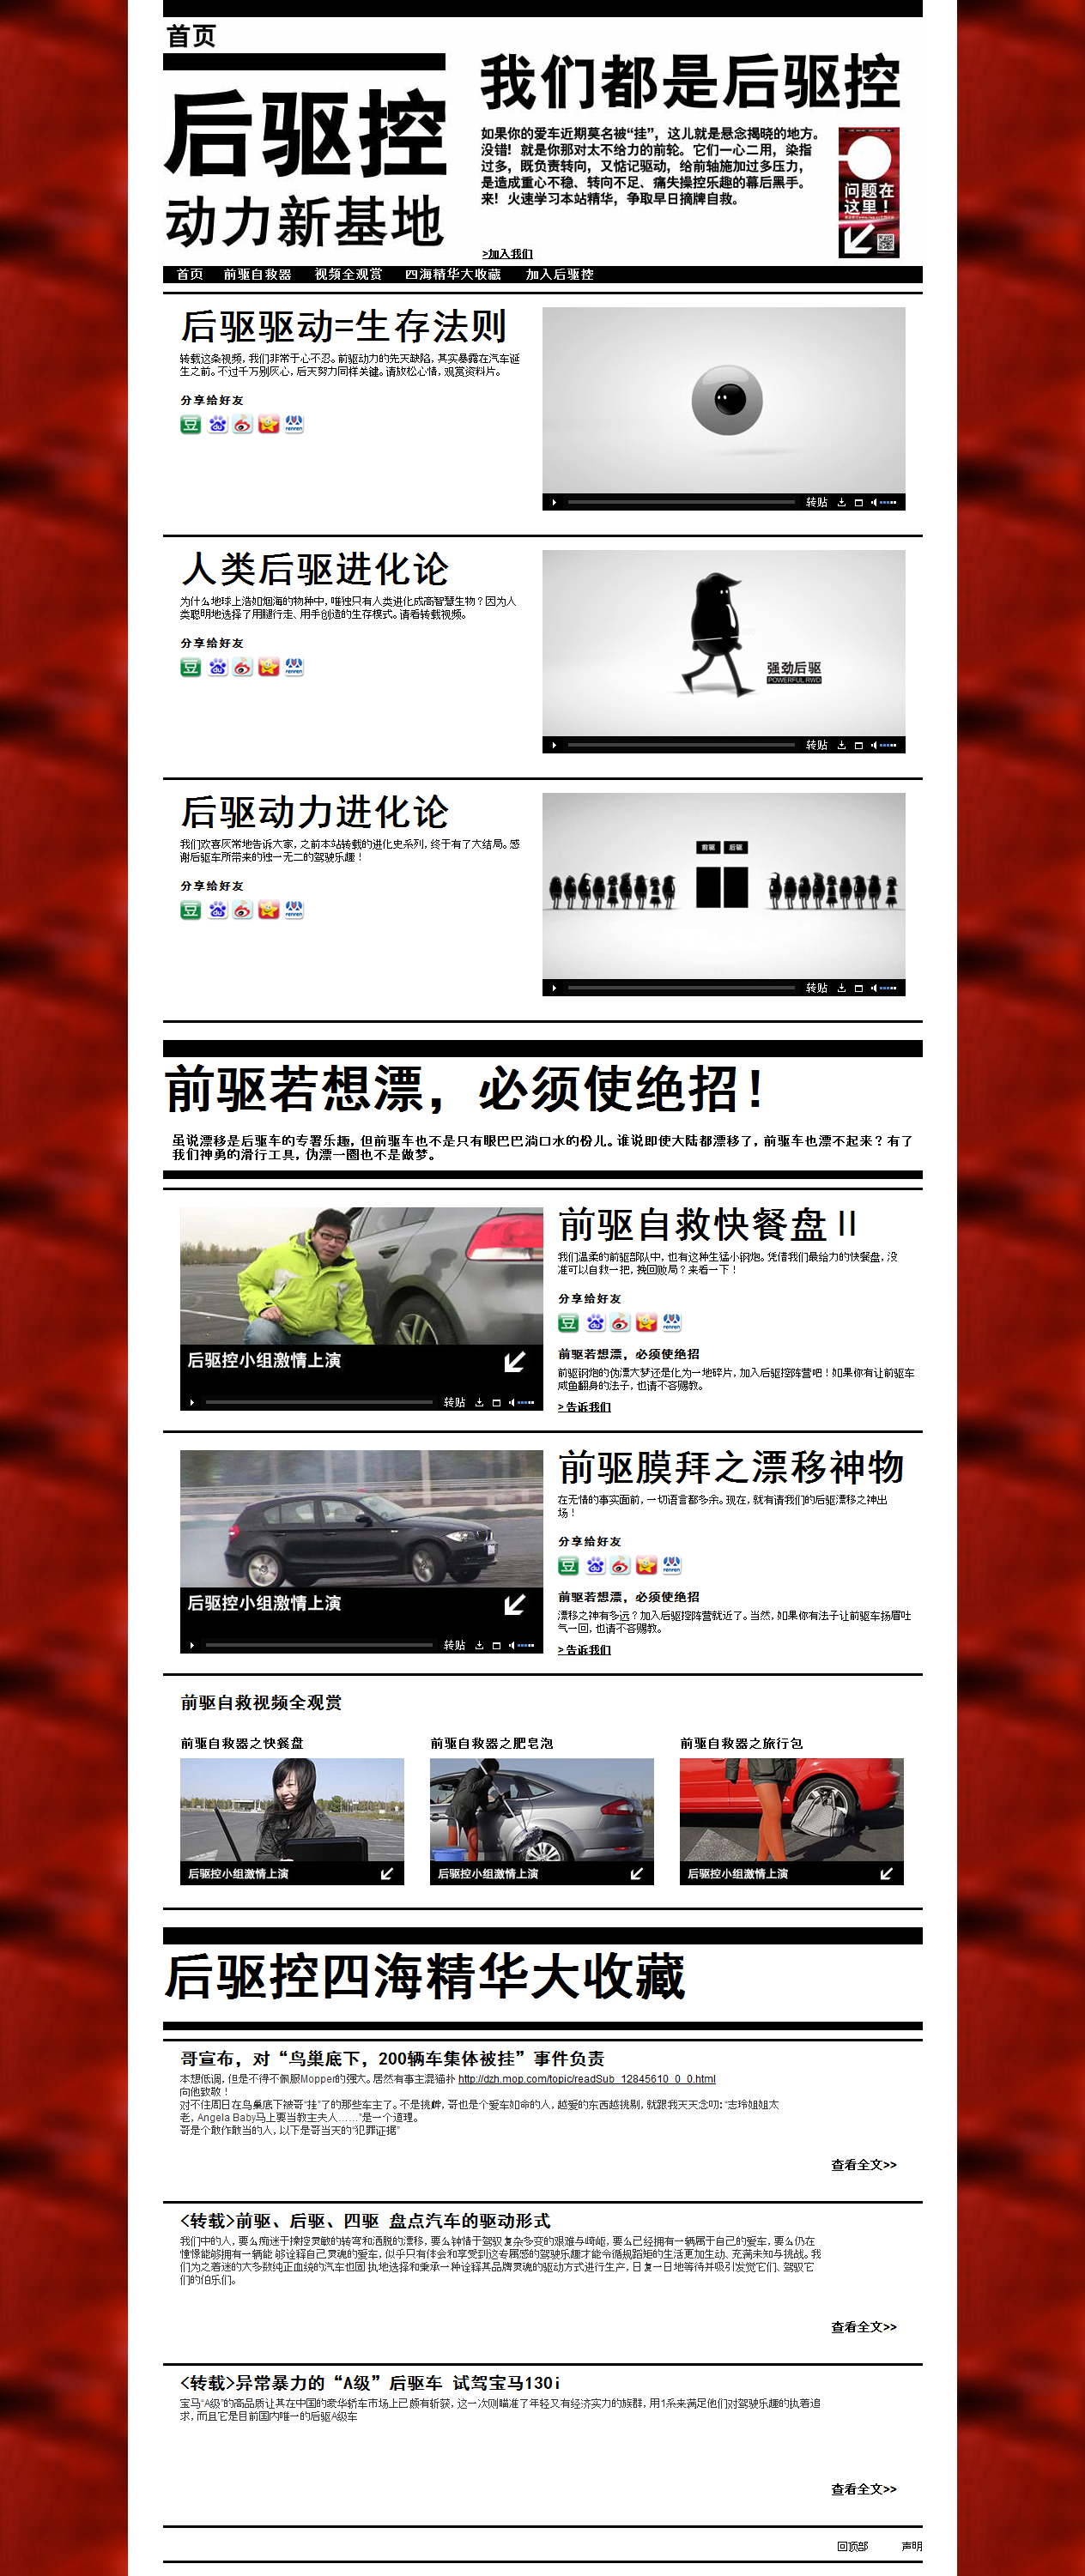 首页
后驱控
动力新基地
我们都是后驱控
如果你的爱车近期莫名被“挂”，这儿就是悬念揭晓的地方。
没错！就是你那对太不给力的前轮。它们一心二用，染指
过多，既负责转向，又惦记驱动，给前轴施加过多压力，
是造成重心不稳、转向不足、痛失操控乐趣的幕后黑手。
来！火速学习本站精华，争取早日摘牌自救。
问题在
这里！
>加入我们
首页 前驱自救器 视频全观赏 四海精华大收藏 加入后驱控
后驱驱动=生存法则
转载这条视频，我们非常于心不忍。前驱动力的先天缺陷，其实暴露在汽车诞
生之前。不过千万别灰心，后天努力同样关键。请放松心情，观赏资料片。
分享给好友
豆 du renren
转贴
人类后驱进化论
为什么地球上浩如烟海的物种中，唯独只有人类进化成高智慧生物？因为人
类聪明地选择了用腿行走、用手创造的生存模式。请看转载视频。
分享给好友
豆 du renren
强劲后驱
POWERFUL RWD
转贴
后驱动力进化论
我们欢客灰常地告诉大家，之前本站转载的进化史系列，终于有了大结局。感
谢后驱车所带来的独一无二的驾驶乐趣！
分享给好友
豆 du renren
前驱 后驱
转贴
前驱若想漂，必须使绝招！
虽说漂移是后驱车的专署乐趣，但前驱车也不是只有眼巴巴淌口水的份儿。谁说即使大陆都漂移了，前驱车也漂不起来？有了
我们神勇的滑行工具，伪漂一圈也不是做梦。
后驱控小组激情上演
转贴
前驱自救快餐盘Ⅱ
我们温柔的前驱部队中，也有这种生猛小钢炮。凭借我们最给力的快餐盘，没
准可以自救一把，挽回败局？来看一下！
分享给好友
豆 du renren
前驱若想漂，必须使绝招
前驱钢炮的伪漂大梦还是化为一地碎片，加入后驱控阵营吧！如果你有让前驱车
咸鱼翻身的法子，也请不吝赐教。
> 告诉我们
后驱控小组激情上演
转贴
前驱膜拜之漂移神物
在无情的事实面前，一切语言都多余。现在，就有请我们的后驱漂移之神出
场！
分享给好友
豆 du renren
前驱若想漂，必须使绝招
漂移之神有多远？加入后驱控阵营就近了。当然，如果你有法子让前驱车扬眉吐
气一回，也请不吝赐教。
> 告诉我们
前驱自救视频全观赏
前驱自救器之快餐盘 前驱自救器之肥皂泡 前驱自救器之旅行包
后驱控小组激情上演 后驱控小组激情上演 后驱控小组激情上演
后驱控四海精华大收藏
哥宣布，对“鸟巢底下，200辆车集体被挂”事件负责
本想低调，但是不得不佩服Mopper的强大。居然有事主混猫扑 http://dzh.mop.com/topic/readSub_12845610_0_0.html
向他致敬！
对不住周日在鸟巢底下被哥“挂”了的那些车主了。不是挑衅，哥也是个爱车如命的人，越爱的东西越挑剔，就跟我天天念叨：“志玲姐姐太
老，Angela Baby马上要当教主夫人……”是一个道理。
哥是个敢作敢当的人，以下是哥当天的“犯罪证据”
查看全文>>
<转载>前驱、后驱、四驱 盘点汽车的驱动形式
我们中的人，要么痴迷于操控灵敏的转弯和洒脱的漂移，要么钟情于驾驭复杂多变的艰难与崎岖，要么已经拥有一辆属于自己的爱车，要么仍在
憧憬能够拥有一辆能 够诠释自己灵魂的爱车，似乎只有体会和享受到这专属感的驾驶乐趣才能令循规蹈矩的生活更加生动、充满未知与挑战。我
们为之着迷的大多数纯正血统的汽车也固 执地选择和秉承一种诠释其品牌灵魂的驱动方式进行生产，日复一日地等待并吸引发觉它们、驾驭它
们的伯乐们。
查看全文>>
<转载>异常暴力的“A级”后驱车 试驾宝马130i
宝马“A级”的高品质让其在中国的豪华轿车市场上已颇有斩获，这一次则瞄准了年轻又有经济实力的族群，用1系来满足他们对驾驶乐趣的执着追
求，而且它是目前国内唯一的后驱A级车
查看全文>>
回顶部 声明